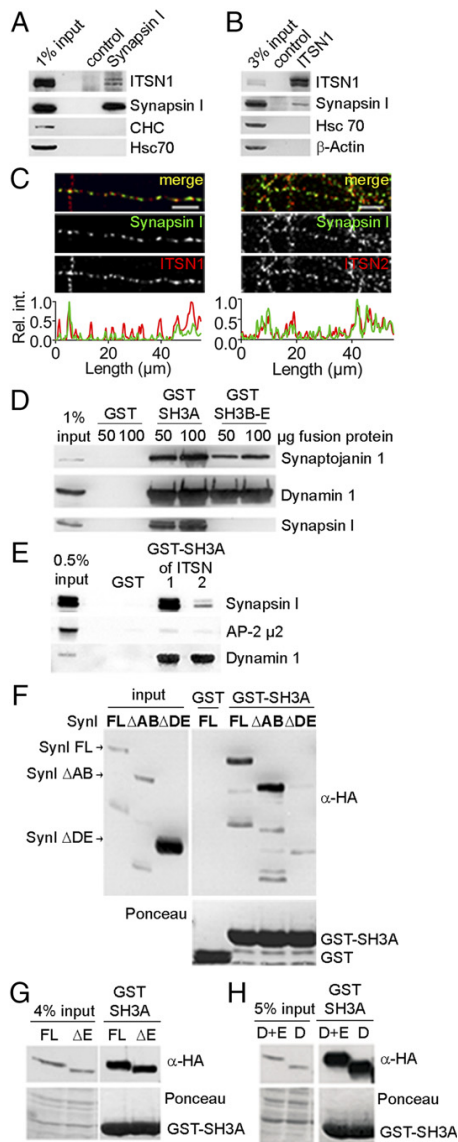 A
1% input
control
Synapsin I
ITSN1
Synapsin I
CHC
Hsc70
B
3% input
control
ITSN1
ITSN1
Synapsin I
Hsc 70
β-Actin
C
merge
Synapsin I
ITSN1
Rel. int.
1.0
0.5
0.0
0 20 40
Length (µm)
merge
Synapsin I
ITSN2
1.0
0.5
0.0
0 20 40
Length (µm)
D
1% input
GST
GST SH3A
GST SH3B-E
50 100 50 100 50 100 µg fusion protein
Synaptojanin 1
Dynamin 1
Synapsin I
E
0.5% input
GST
GST-SH3A of ITSN
1 2
Synapsin I
AP-2 µ2
Dynamin 1
F
input GST GST-SH3A
SynI FL ΔAB ΔDE FL FL ΔAB ΔDE
SynI FL→
SynI ΔAB→
SynI ΔDE→
α-HA
Ponceau
GST-SH3A
GST
G
4% input
GST SH3A
FL ΔE FL ΔE
α-HA
Ponceau
GST-SH3A
H
5% input
GST SH3A
D+E D D+E D
α-HA
Ponceau
GST-SH3A